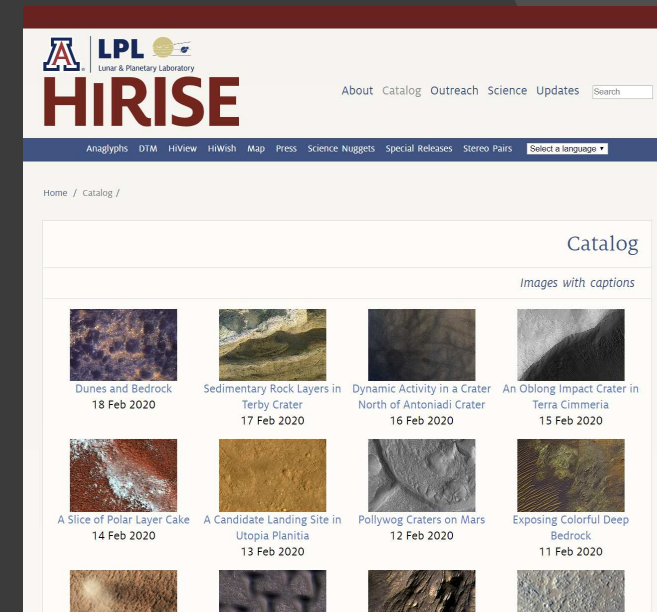 A LPL
Lunar & Planetary Laboratory
HiRISE
About Catalog Outreach Science Updates Search
Anaglyphs DTM HiView HiWish Map Press Science Nuggets Special Releases Stereo Pairs Select a language
Home / Catalog /
Catalog
Images with captions
Dunes and Bedrock
18 Feb 2020
Sedimentary Rock Layers in
Terby Crater
17 Feb 2020
Dynamic Activity in a Crater
North of Antoniadi Crater
16 Feb 2020
An Oblong Impact Crater in
Terra Cimmeria
15 Feb 2020
A Slice of Polar Layer Cake
14 Feb 2020
A Candidate Landing Site in
Utopia Planitia
13 Feb 2020
Pollywog Craters on Mars
12 Feb 2020
Exposing Colorful Deep
Bedrock
11 Feb 2020